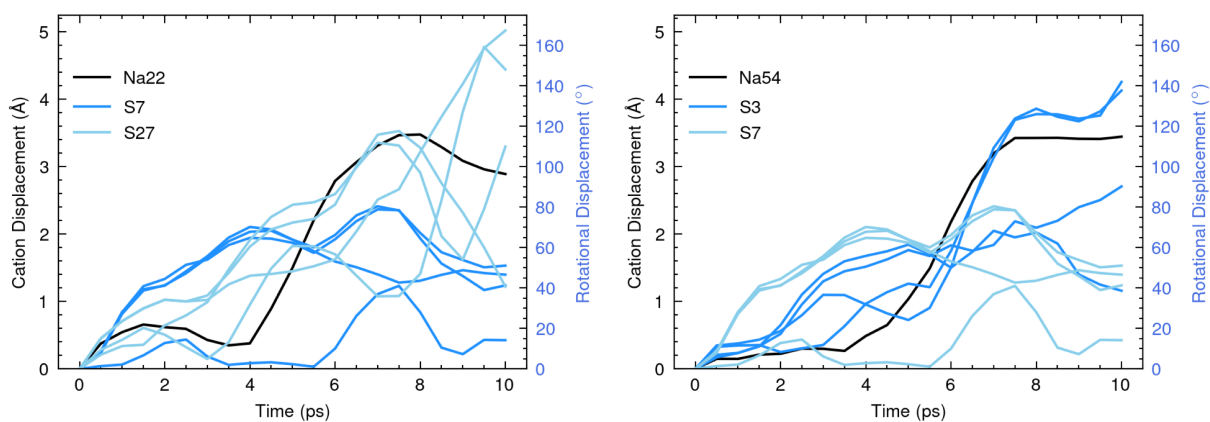 5
4
3
2
1
0
Cation Displacement (Å)
Na22
S7
S27
160
140
120
100
80
60
40
20
0
Rotational Displacement (°)
0 2 4 6 8 10
Time (ps)
5
4
3
2
1
0
Cation Displacement (Å)
Na54
S3
S7
160
140
120
100
80
60
40
20
0
Rotational Displacement (°)
0 2 4 6 8 10
Time (ps)